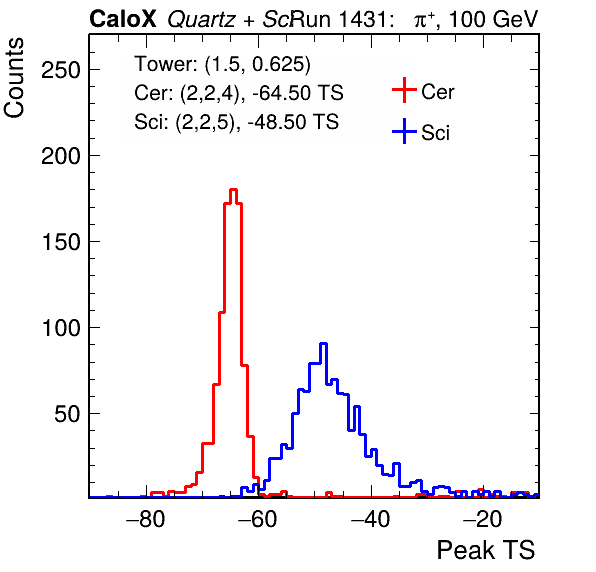 CaloX Quartz + ScRun 1431: π+, 100 GeV
Counts
Tower: (1.5, 0.625)
Cer: (2,2,4), -64.50 TS
Sci: (2,2,5), -48.50 TS
Cer
Sci
250
200
150
100
50
−80 −60 −40 −20
Peak TS